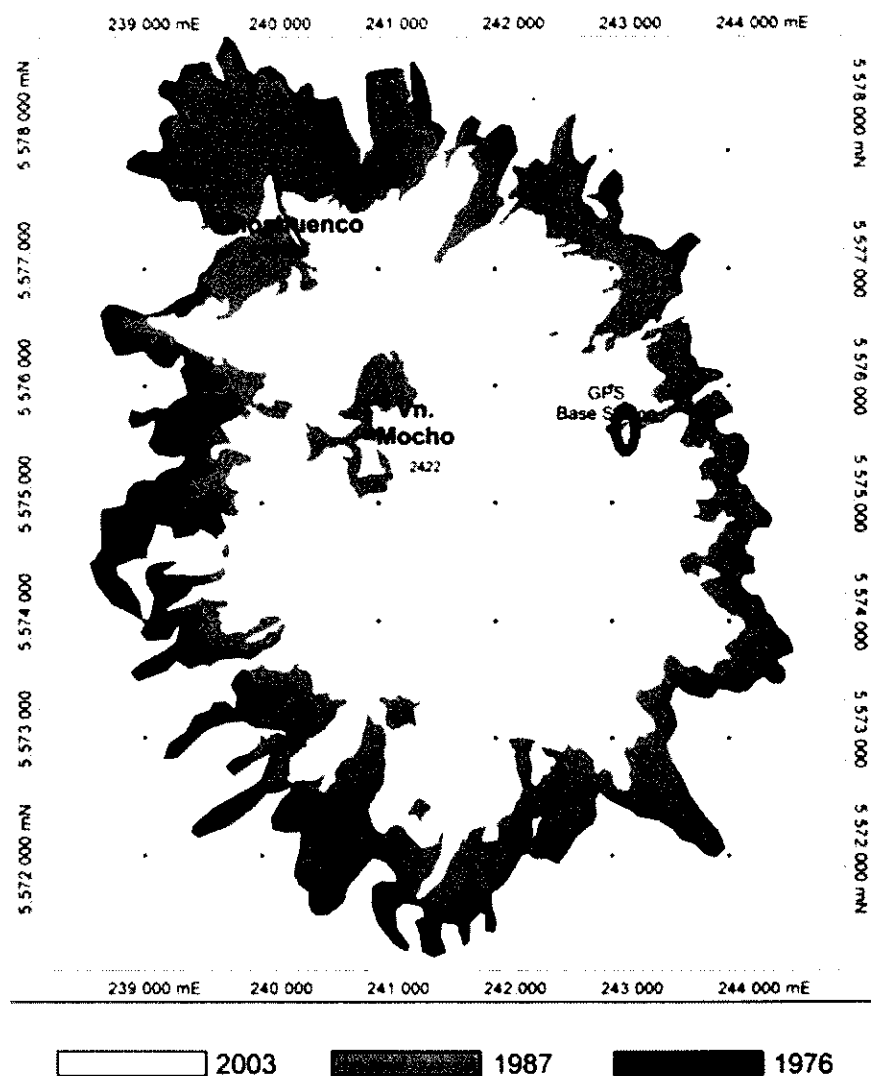 239 000 mE 240 000 241 000 242 000 243 000 244 000 mE
5 578 000 mN
5 577 000
5 576 000
5 575 000
5 574 000
5 573 000
5 572 000 mN
GPS
Base
Vn.
Mocho
2422
5 578 000 mN
5 577 000
5 576 000
5 575 000
5 574 000
5 573 000
5 572 000 mN
239 000 mE 240 000 241 000 242 000 243 000 244 000 mE
2003 1987 1976